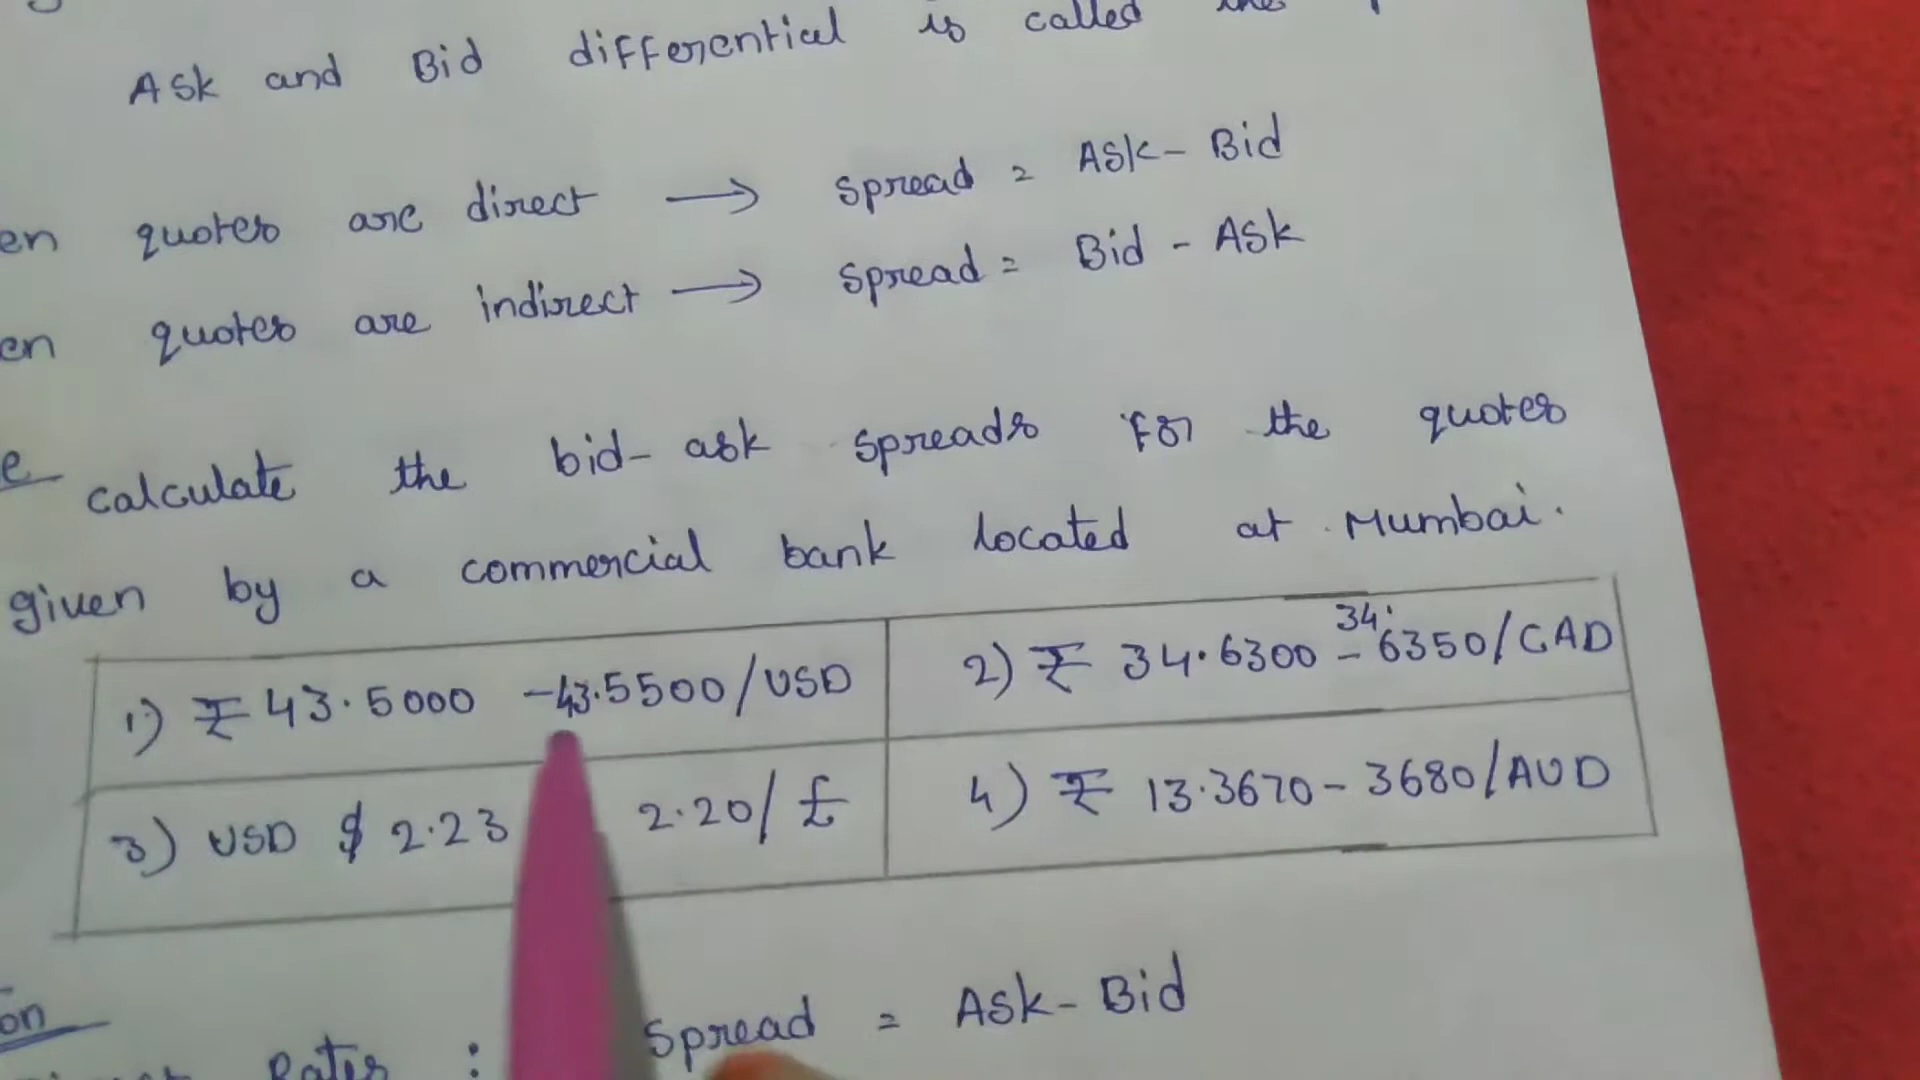 Ask and Bid differential is called the
en quotes are direct → spread = Ask - Bid
en quotes are indirect → spread = Bid - Ask
e calculate the bid-ask spreads for the quotes
given by a commercial bank located at Mumbai.
1) ₹ 43.5000 - 43.5500/USD
2) ₹ 34.6300 - 34.6350/CAD
3) USD $ 2.23 2.20/£
4) ₹ 13.3670 - 3680/AUD
on
Rates : Spread = Ask - Bid